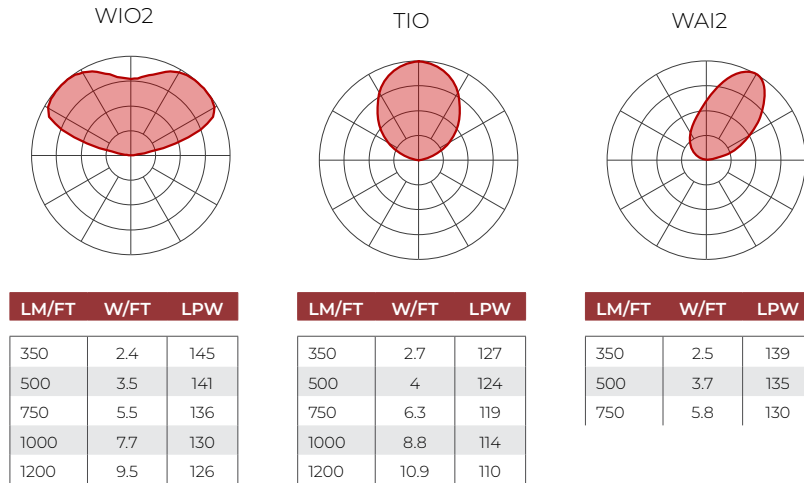 WIO2
TIO
WAI2
LM/FT W/FT LPW
350 2.4 145
500 3.5 141
750 5.5 136
1000 7.7 130
1200 9.5 126
LM/FT W/FT LPW
350 2.7 127
500 4 124
750 6.3 119
1000 8.8 114
1200 10.9 110
LM/FT W/FT LPW
350 2.5 139
500 3.7 135
750 5.8 130